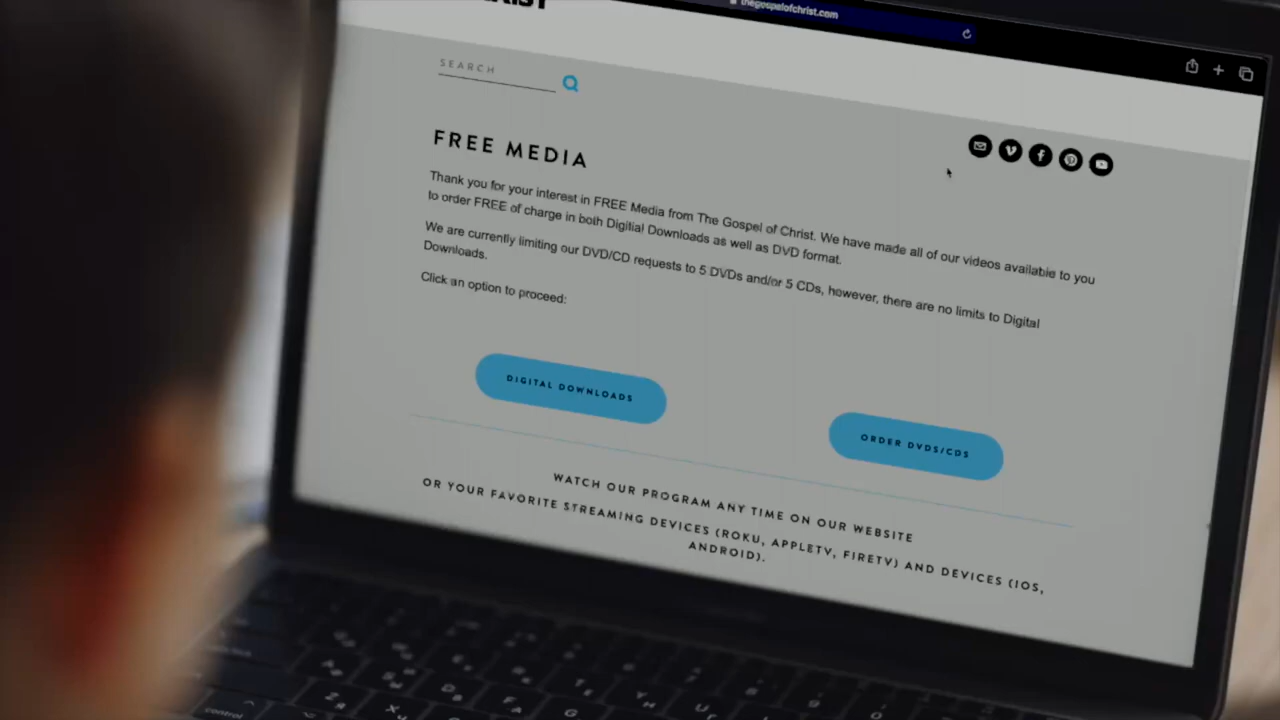 thegospelofchrist.com
SEARCH
FREE MEDIA
Thank you for your interest in FREE Media from The Gospel of Christ. We have made all of our videos available to you
to order FREE of charge in both Digitial Downloads as well as DVD format.
We are currently limiting our DVD/CD requests to 5 DVDs and/or 5 CDs, however, there are no limits to Digital
Downloads.
Click an option to proceed:
DIGITAL DOWNLOADS
ORDER DVDS/CDS
WATCH OUR PROGRAM ANY TIME ON OUR WEBSITE
OR YOUR FAVORITE STREAMING DEVICES (ROKU, APPLETV, FIRETV) AND DEVICES (IOS,
ANDROID).
control